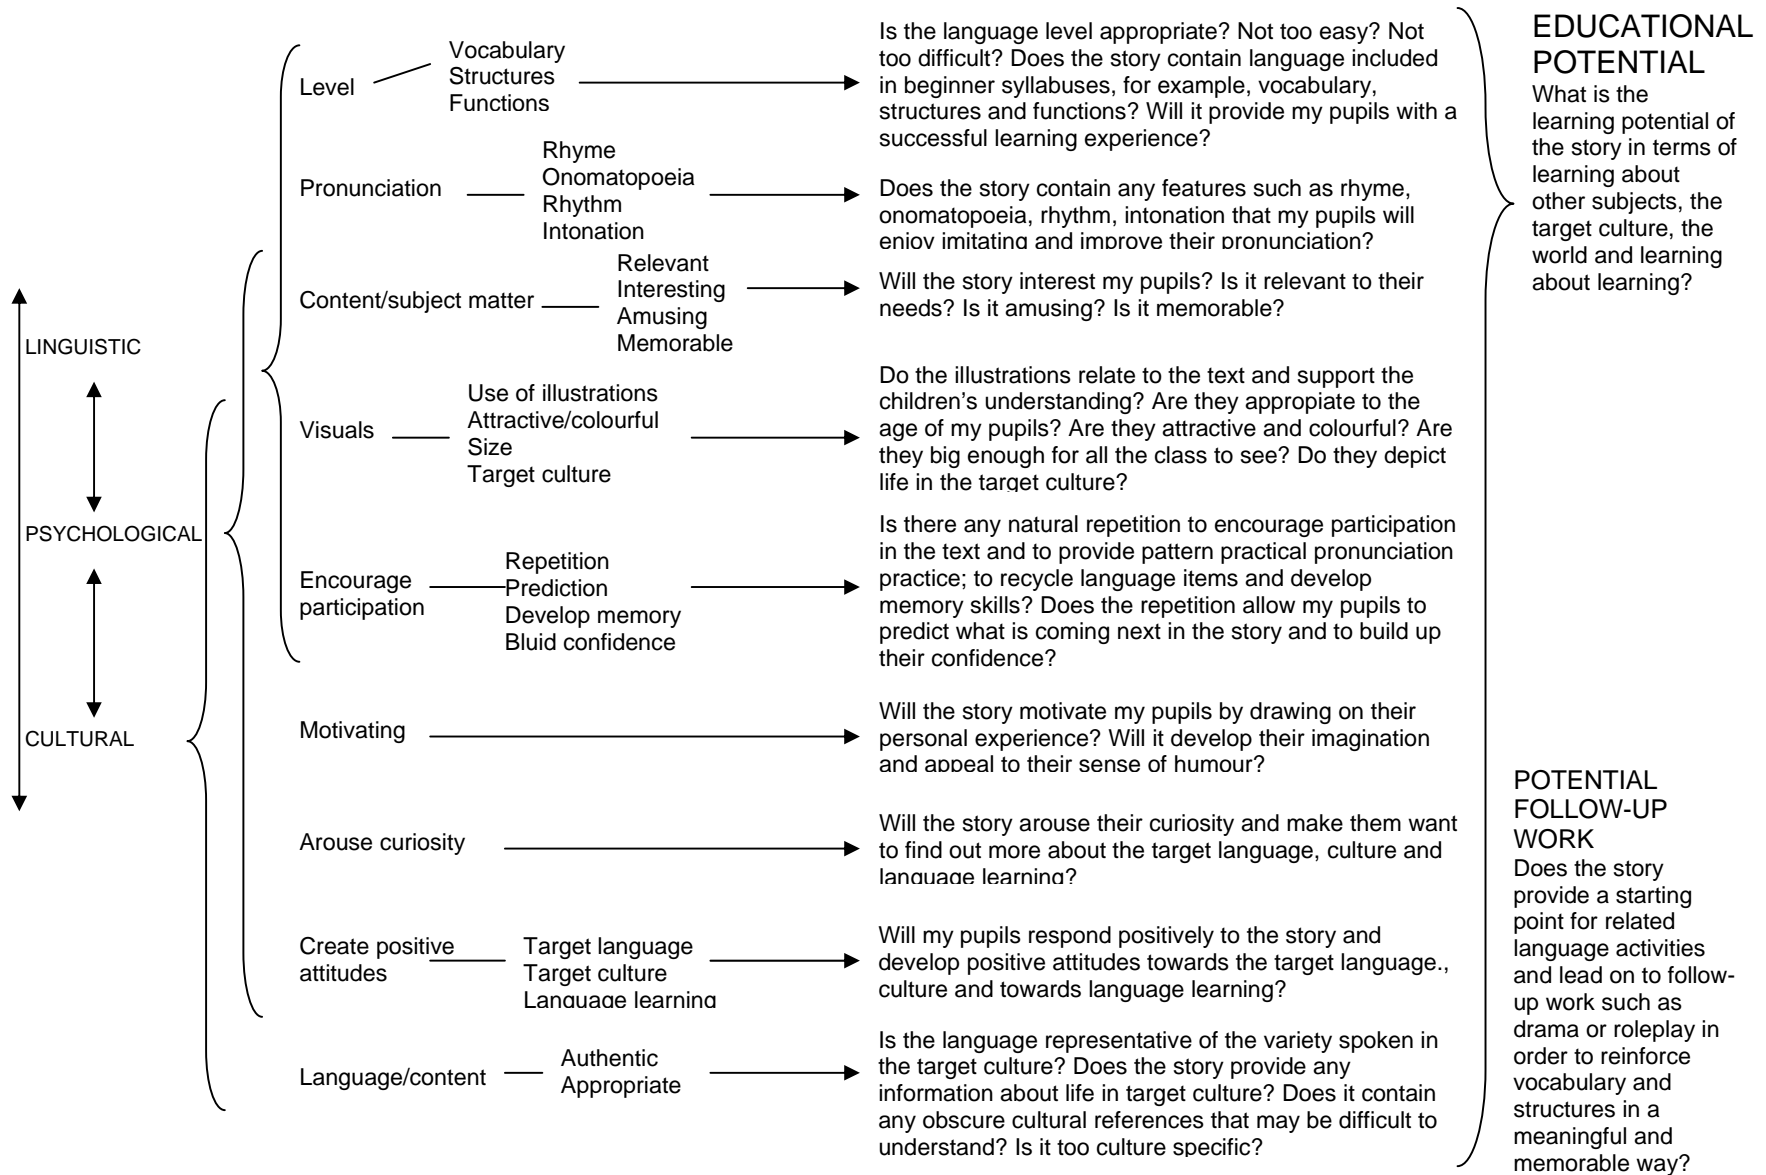 LINGUISTIC
PSYCHOLOGICAL
CULTURAL
Level
Vocabulary
Structures
Functions
Is the language level appropriate? Not too easy? Not
too difficult? Does the story contain language included
in beginner syllabuses, for example, vocabulary,
structures and functions? Will it provide my pupils with a
successful learning experience?
Pronunciation
Rhyme
Onomatopoeia
Rhythm
Intonation
Does the story contain any features such as rhyme,
onomatopoeia, rhythm, intonation that my pupils will
enjoy imitating and improve their pronunciation?
Content/subject matter
Relevant
Interesting
Amusing
Memorable
Will the story interest my pupils? Is it relevant to their
needs? Is it amusing? Is it memorable?
Visuals
Use of illustrations
Attractive/colourful
Size
Target culture
Do the illustrations relate to the text and support the
children’s understanding? Are they appropiate to the
age of my pupils? Are they attractive and colourful? Are
they big enough for all the class to see? Do they depict
life in the target culture?
Encourage
participation
Repetition
Prediction
Develop memory
Bluid confidence
Is there any natural repetition to encourage participation
in the text and to provide pattern practical pronunciation
practice; to recycle language items and develop
memory skills? Does the repetition allow my pupils to
predict what is coming next in the story and to build up
their confidence?
Motivating
Will the story motivate my pupils by drawing on their
personal experience? Will it develop their imagination
and appeal to their sense of humour?
Arouse curiosity
Will the story arouse their curiosity and make them want
to find out more about the target language, culture and
language learning?
Create positive
attitudes
Target language
Target culture
Language learning
Will my pupils respond positively to the story and
develop positive attitudes towards the target language.,
culture and towards language learning?
Language/content
Authentic
Appropriate
Is the language representative of the variety spoken in
the target culture? Does the story provide any
information about life in target culture? Does it contain
any obscure cultural references that may be difficult to
understand? Is it too culture specific?
EDUCATIONAL
POTENTIAL
What is the
learning potential of
the story in terms of
learning about
other subjects, the
target culture, the
world and learning
about learning?
POTENTIAL
FOLLOW-UP
WORK
Does the story
provide a starting
point for related
language activities
and lead on to follow-
up work such as
drama or roleplay in
order to reinforce
vocabulary and
structures in a
meaningful and
memorable way?